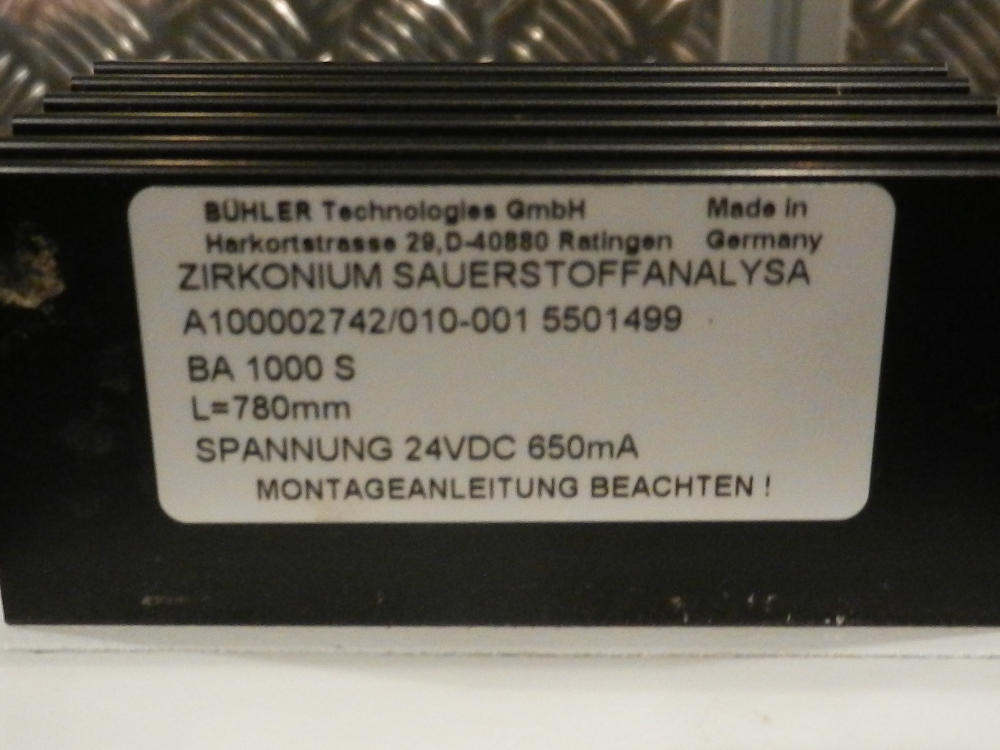 BÜHLER Technologies GmbH Made in
Harkortstrasse 29,D-40880 Ratingen Germany
ZIRKONIUM SAUERSTOFFANALYSA
A100002742/010-001 5501499
BA 1000 S
L=780mm
SPANNUNG 24VDC 650mA
MONTAGEANLEITUNG BEACHTEN !